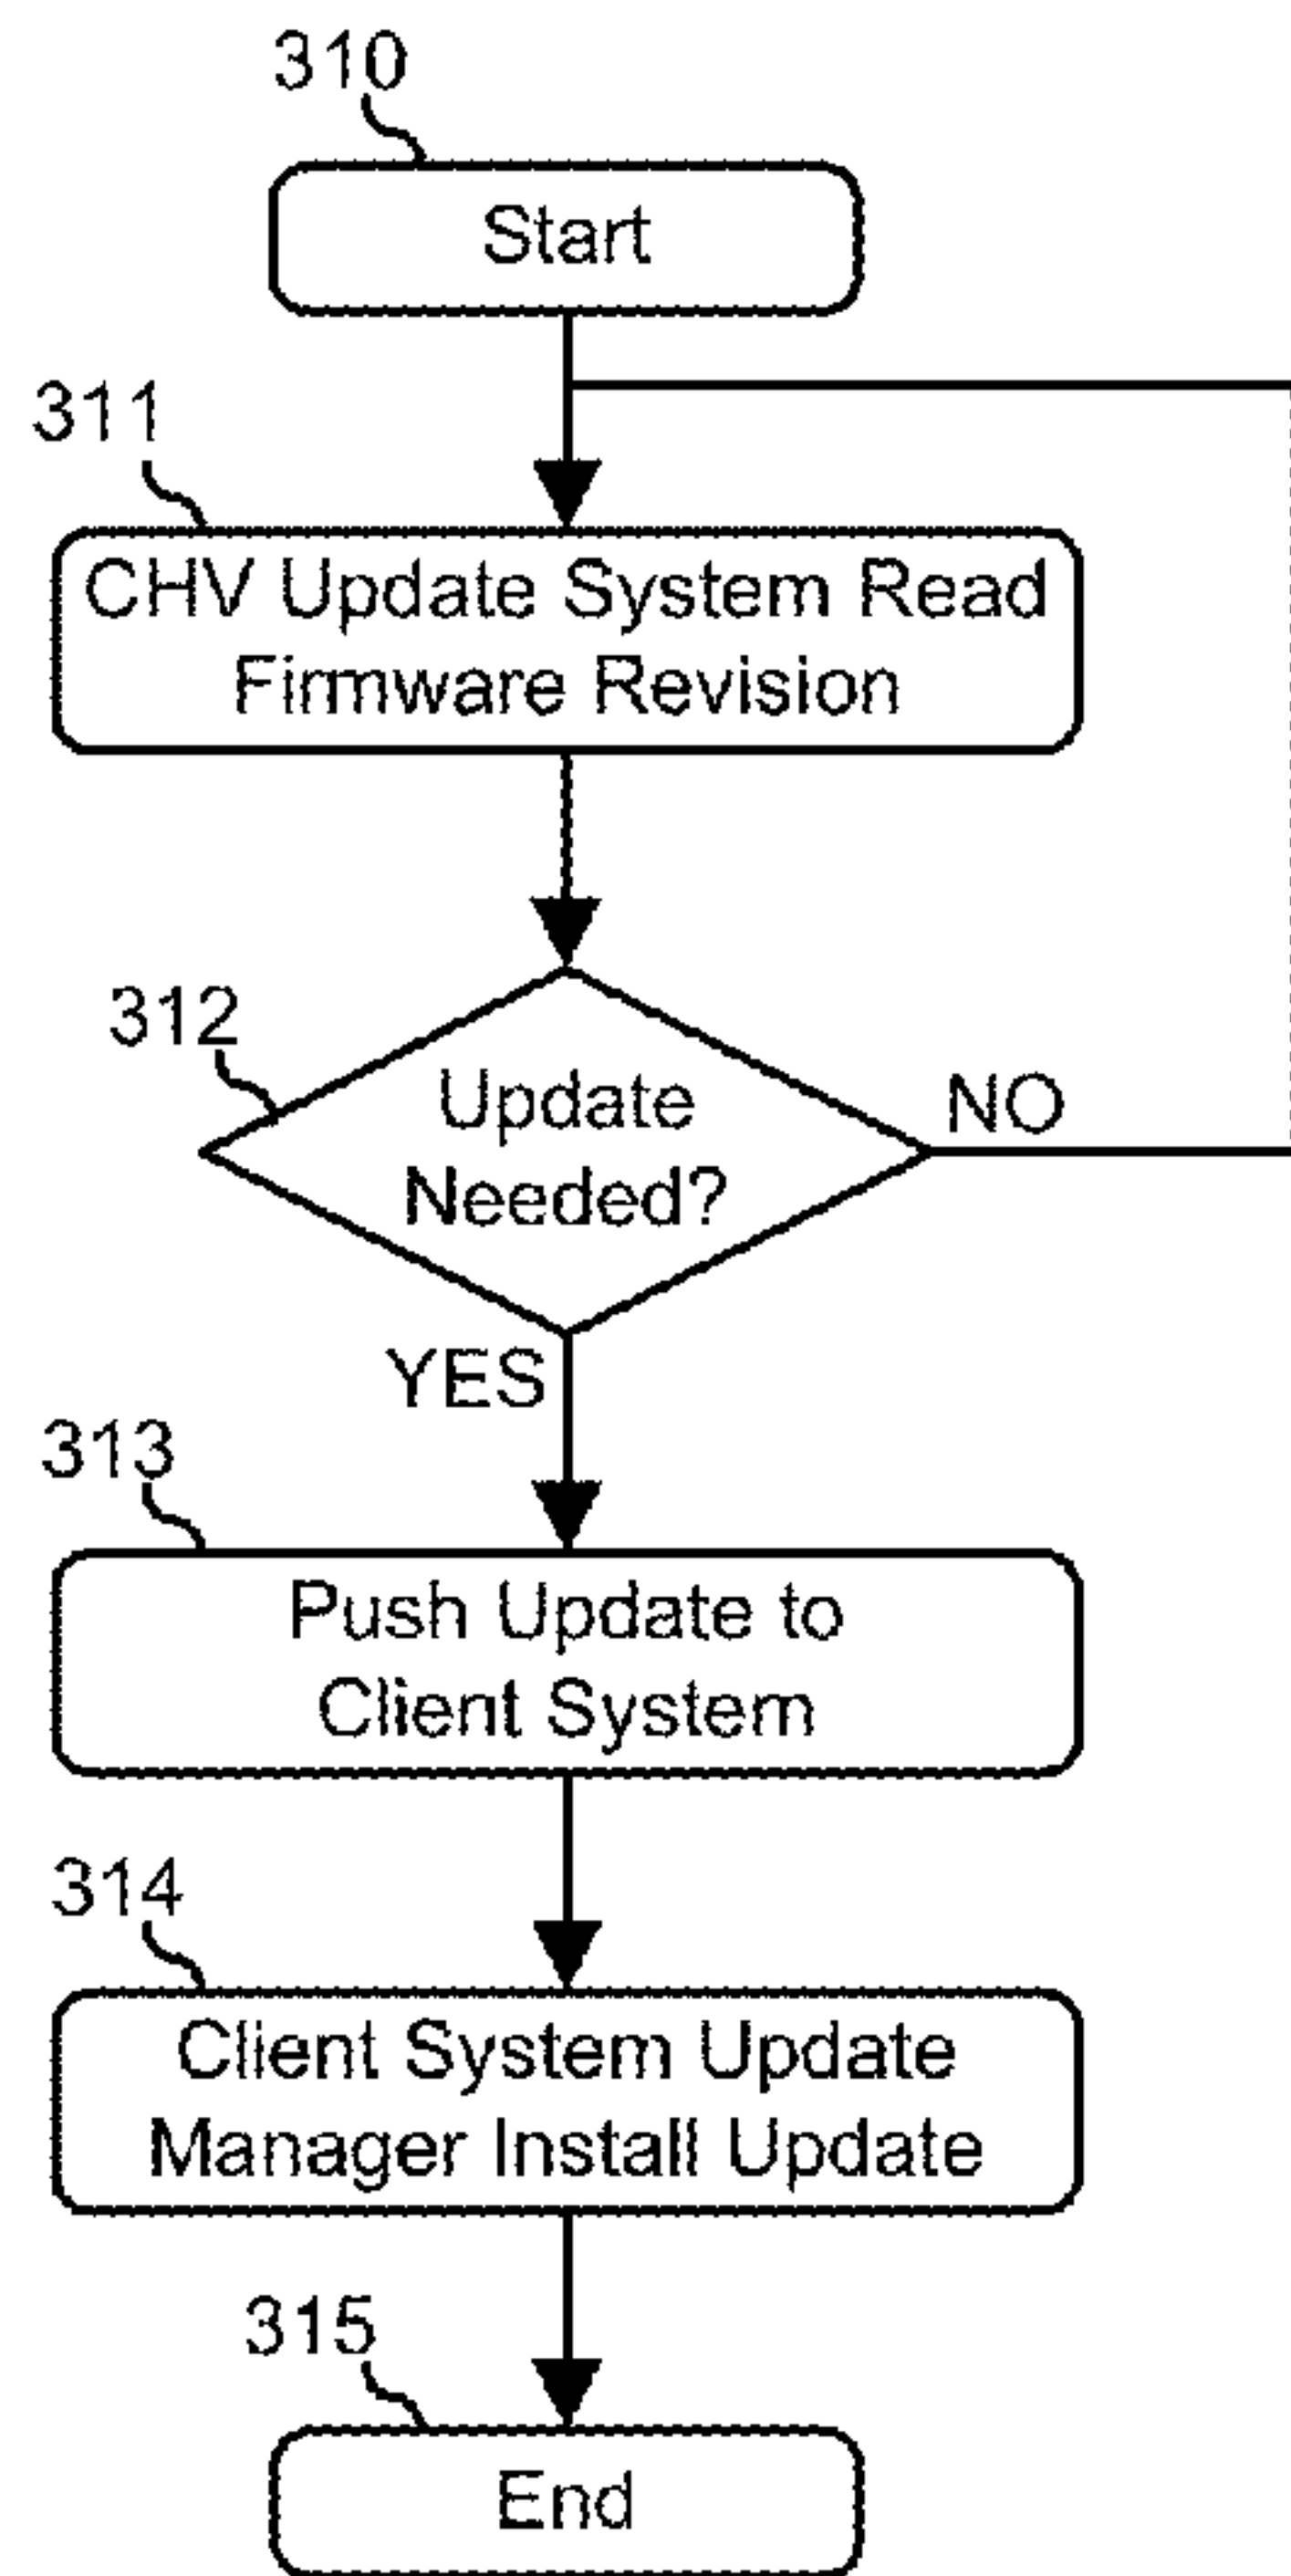 310
Start
311
CHV Update System Read
Firmware Revision
312
Update
Needed?
NO
YES
313
Push Update to
Client System
314
Client System Update
Manager Install Update
315
End